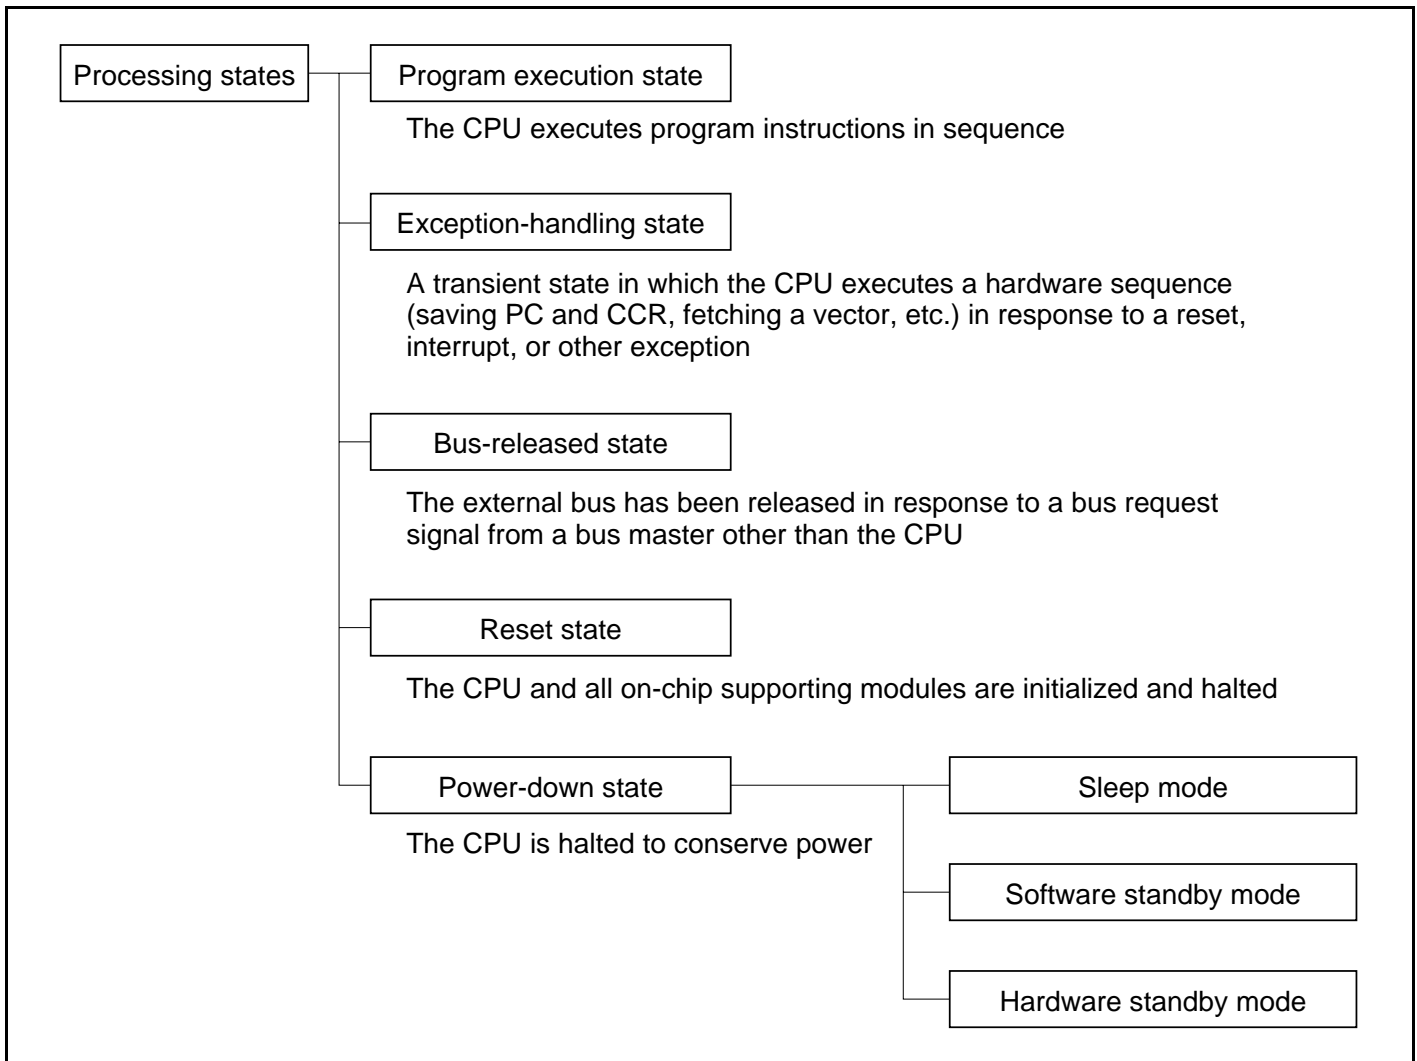 Processing states
Program execution state
The CPU executes program instructions in sequence
Exception-handling state
A transient state in which the CPU executes a hardware sequence
(saving PC and CCR, fetching a vector, etc.) in response to a reset,
interrupt, or other exception
Bus-released state
The external bus has been released in response to a bus request
signal from a bus master other than the CPU
Reset state
The CPU and all on-chip supporting modules are initialized and halted
Power-down state
The CPU is halted to conserve power
Sleep mode
Software standby mode
Hardware standby mode